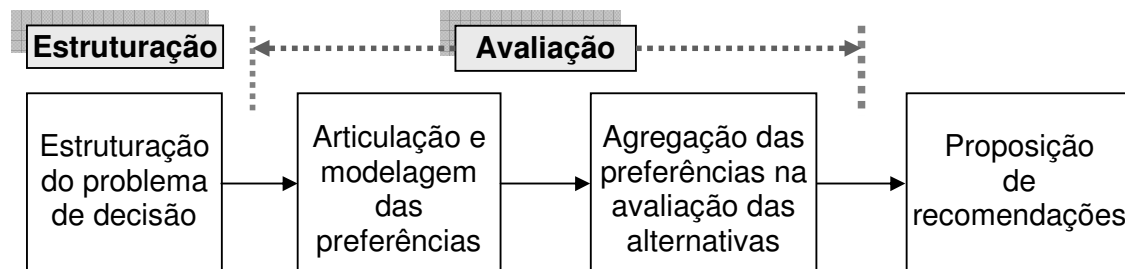 Estruturação
Avaliação
Estruturação
do problema
de decisão
Articulação e
modelagem
das
preferências
Agregação das
preferências na
avaliação das
alternativas
Proposição
de
recomendações